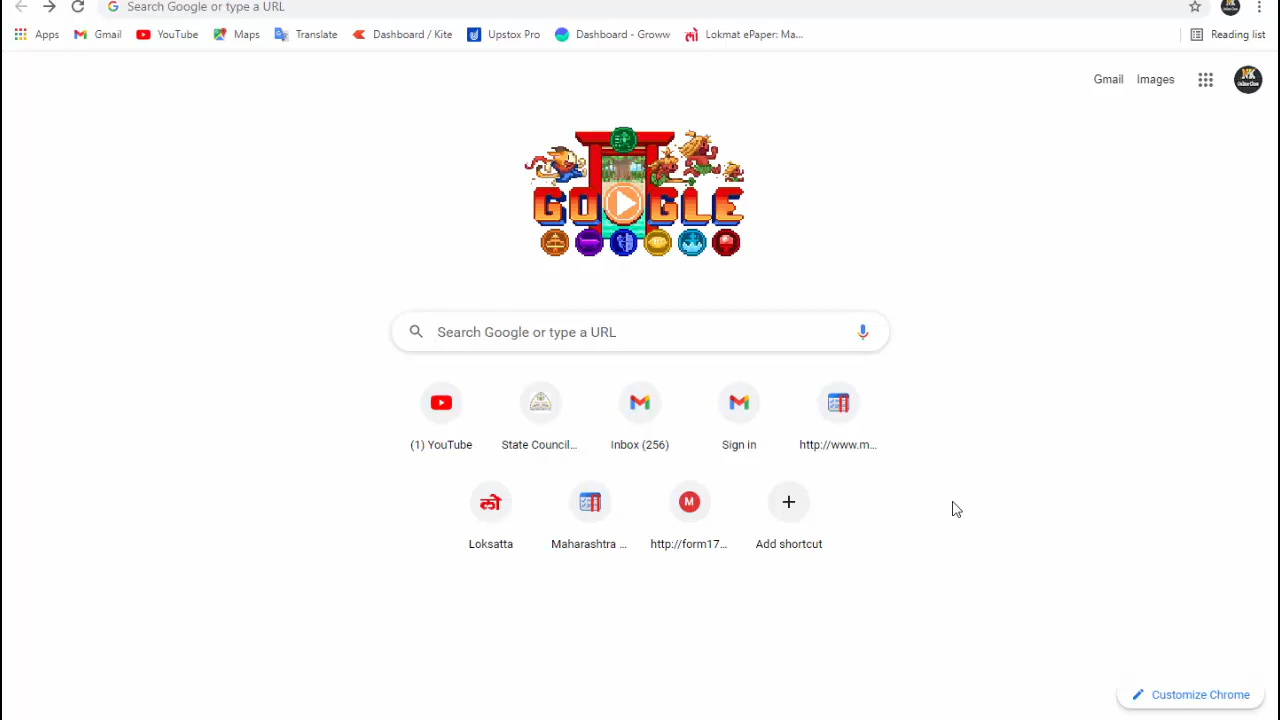 Search Google or type a URL
Apps Gmail YouTube Maps Translate Dashboard / Kite Upstox Pro Dashboard - Groww Lokmat ePaper: Ma... Reading list
Gmail Images
GOOGLE
Search Google or type a URL
(1) YouTube State Council... Inbox (256) Sign in http://www.m...
लो M
Loksatta Maharashtra ... http://form17... Add shortcut
Customize Chrome